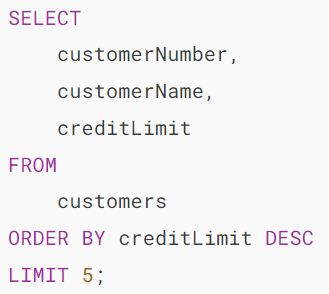 SELECT
    customerNumber,
    customerName,
    creditLimit
FROM
    customers
ORDER BY creditLimit DESC
LIMIT 5;